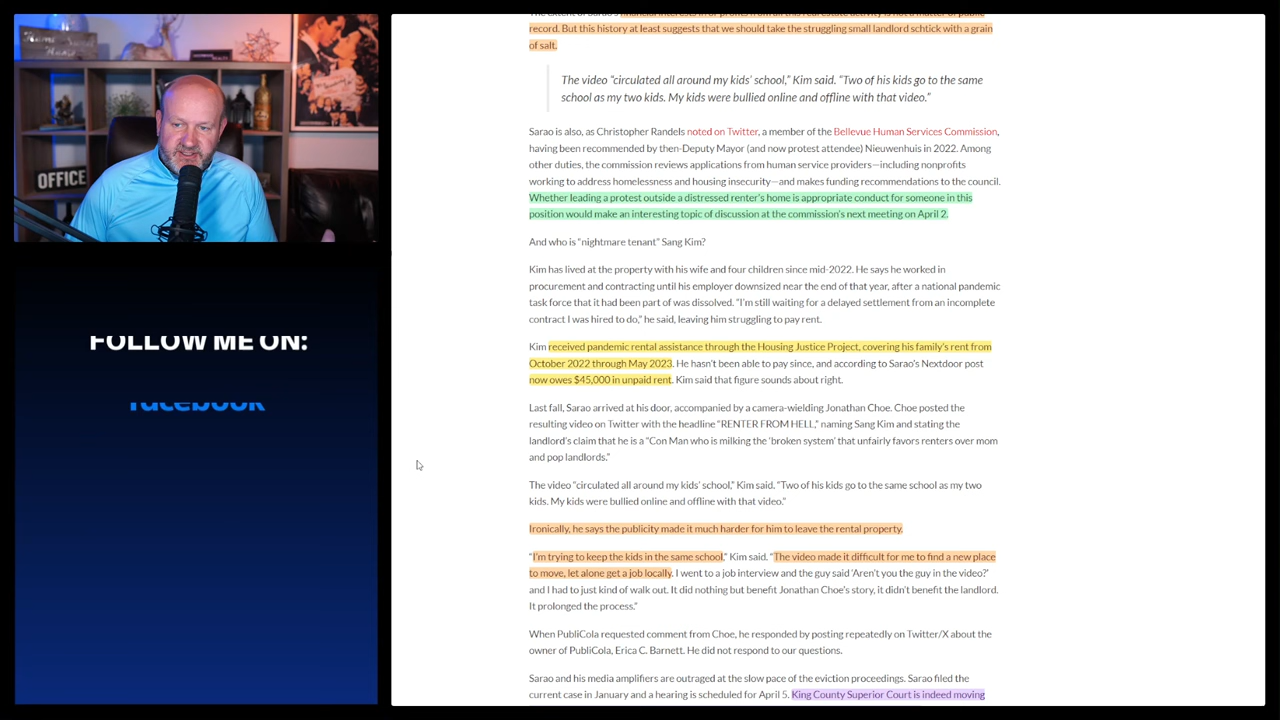 OFFICE
FOLLOW ME ON:
facebook
record. But this history at least suggests that we should take the struggling small landlord schtick with a grain
of salt.
The video “circulated all around my kids’ school,” Kim said. “Two of his kids go to the same
school as my two kids. My kids were bullied online and offline with that video.”
Sarao is also, as Christopher Randels noted on Twitter, a member of the Bellevue Human Services Commission,
having been recommended by then-Deputy Mayor (and now protest attendee) Nieuwenhuis in 2022. Among
other duties, the commission reviews applications from human service providers—including nonprofits
working to address homelessness and housing insecurity—and makes funding recommendations to the council.
Whether leading a protest outside a distressed renter’s home is appropriate conduct for someone in this
position would make an interesting topic of discussion at the commission’s next meeting on April 2.
And who is “nightmare tenant” Sang Kim?
Kim has lived at the property with his wife and four children since mid-2022. He says he worked in
procurement and contracting until his employer downsized near the end of that year, after a national pandemic
task force that it had been part of was dissolved. “I’m still waiting for a delayed settlement from an incomplete
contract I was hired to do,” he said, leaving him struggling to pay rent.
Kim received pandemic rental assistance through the Housing Justice Project, covering his family’s rent from
October 2022 through May 2023. He hasn’t been able to pay since, and according to Sarao’s Nextdoor post
now owes $45,000 in unpaid rent. Kim said that figure sounds about right.
Last fall, Sarao arrived at his door, accompanied by a camera-wielding Jonathan Choe. Choe posted the
resulting video on Twitter with the headline “RENTER FROM HELL,” naming Sang Kim and stating the
landlord’s claim that he is a “Con Man who is milking the ‘broken system’ that unfairly favors renters over mom
and pop landlords.”
The video “circulated all around my kids’ school,” Kim said. “Two of his kids go to the same school as my two
kids. My kids were bullied online and offline with that video.”
Ironically, he says the publicity made it much harder for him to leave the rental property.
“I’m trying to keep the kids in the same school,” Kim said. “The video made it difficult for me to find a new place
to move, let alone get a job locally. I went to a job interview and the guy said ‘Aren’t you the guy in the video?’
and I had to just kind of walk out. It did nothing but benefit Jonathan Choe’s story, it didn’t benefit the landlord.
It prolonged the process.”
When PubliCola requested comment from Choe, he responded by posting repeatedly on Twitter/X about the
owner of PubliCola, Erica C. Barnett. He did not respond to our questions.
Sarao and his media amplifiers are outraged at the slow pace of the eviction proceedings. Sarao filed the
current case in January and a hearing is scheduled for April 5. King County Superior Court is indeed moving